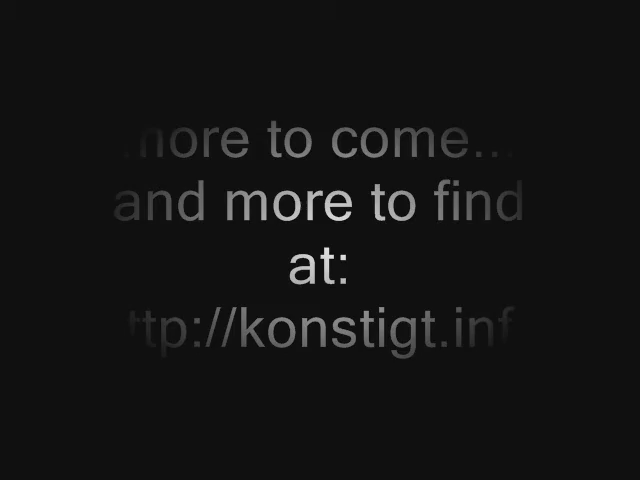 more to come...
and more to find
at:
ttp://konstigt.inf